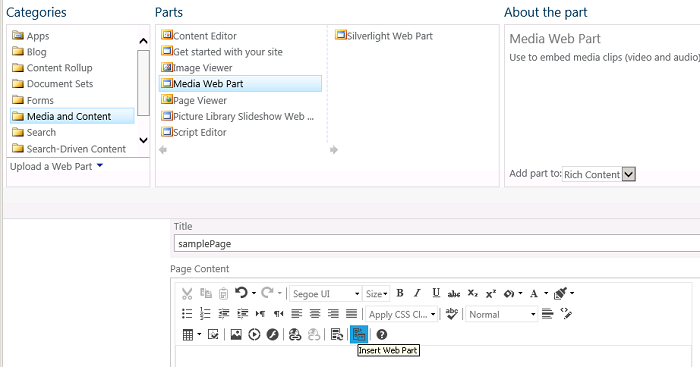 Categories
Apps
Blog
Content Rollup
Document Sets
Forms
Media and Content
Search
Search-Driven Content
Upload a Web Part
Parts
Content Editor
Get started with your site
Image Viewer
Media Web Part
Page Viewer
Picture Library Slideshow Web ...
Script Editor
Silverlight Web Part
About the part
Media Web Part
Use to embed media clips (video and audio)
Add part to: Rich Content
Title
samplePage
Page Content
Segoe UI Size B I U abc X₂ X² A
Apply CSS Cl... abc Normal
Insert Web Part